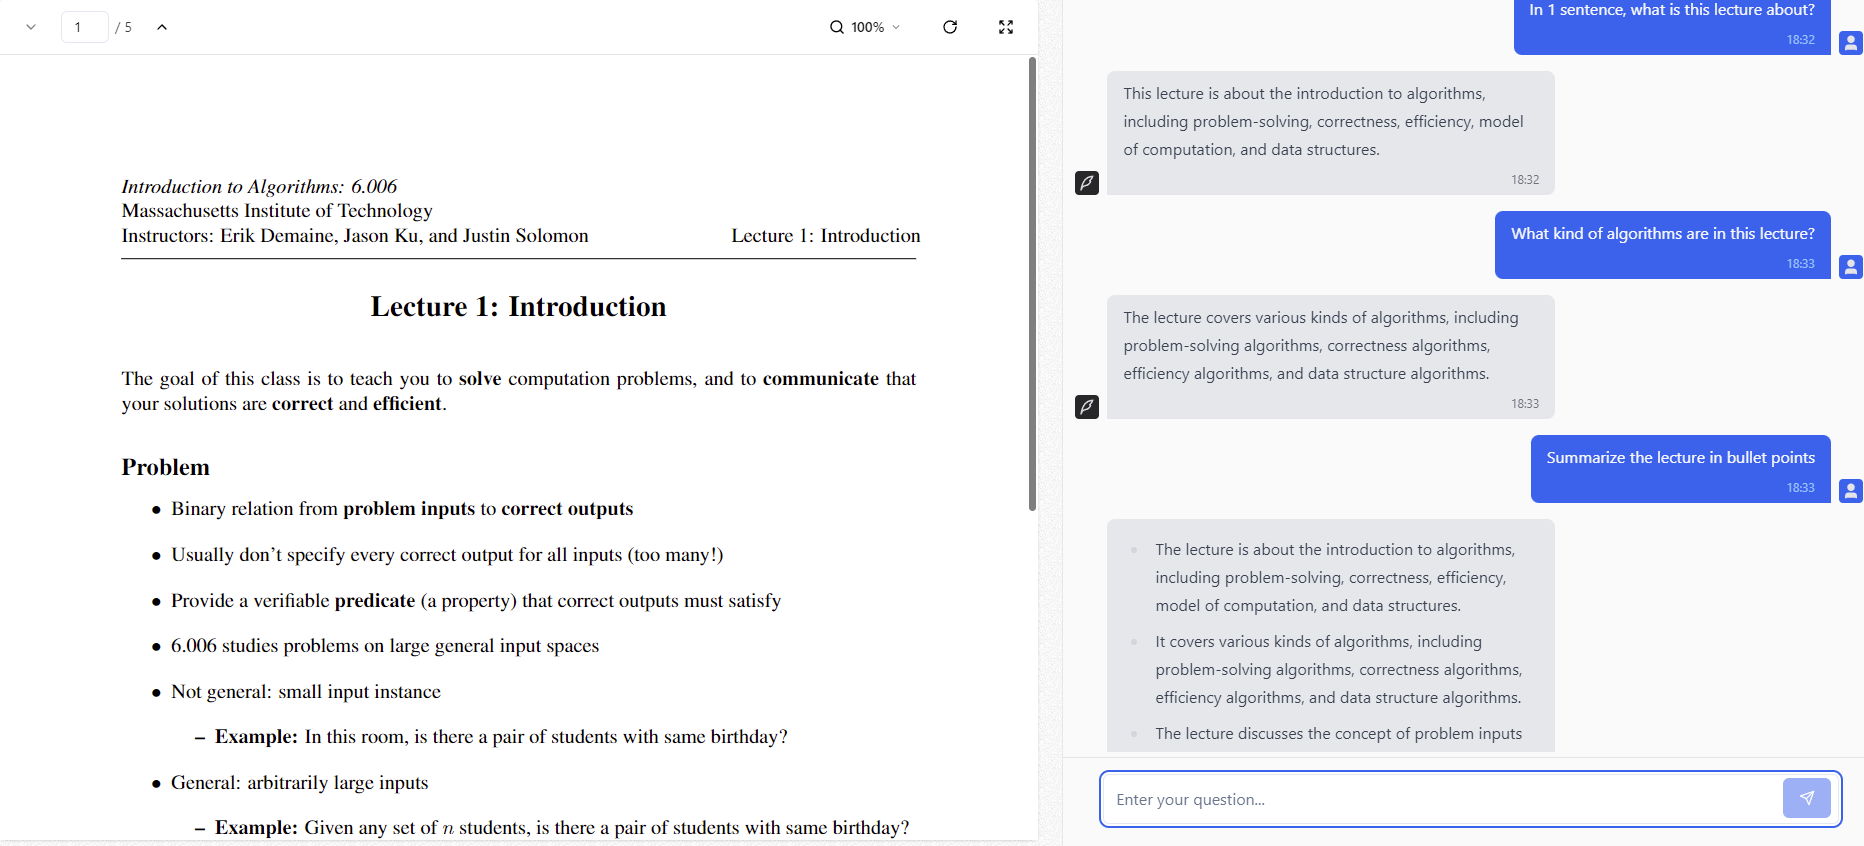 1 / 5
100%
Introduction to Algorithms: 6.006
Massachusetts Institute of Technology
Instructors: Erik Demaine, Jason Ku, and Justin Solomon Lecture 1: Introduction
Lecture 1: Introduction
The goal of this class is to teach you to solve computation problems, and to communicate that
your solutions are correct and efficient.
Problem
• Binary relation from problem inputs to correct outputs
• Usually don’t specify every correct output for all inputs (too many!)
• Provide a verifiable predicate (a property) that correct outputs must satisfy
• 6.006 studies problems on large general input spaces
• Not general: small input instance
– Example: In this room, is there a pair of students with same birthday?
• General: arbitrarily large inputs
– Example: Given any set of n students, is there a pair of students with same birthday?
In 1 sentence, what is this lecture about?
18:32
This lecture is about the introduction to algorithms,
including problem-solving, correctness, efficiency, model
of computation, and data structures.
18:32
What kind of algorithms are in this lecture?
18:33
The lecture covers various kinds of algorithms, including
problem-solving algorithms, correctness algorithms,
efficiency algorithms, and data structure algorithms.
18:33
Summarize the lecture in bullet points
18:33
• The lecture is about the introduction to algorithms,
including problem-solving, correctness, efficiency,
model of computation, and data structures.
• It covers various kinds of algorithms, including
problem-solving algorithms, correctness algorithms,
efficiency algorithms, and data structure algorithms.
• The lecture discusses the concept of problem inputs
Enter your question...